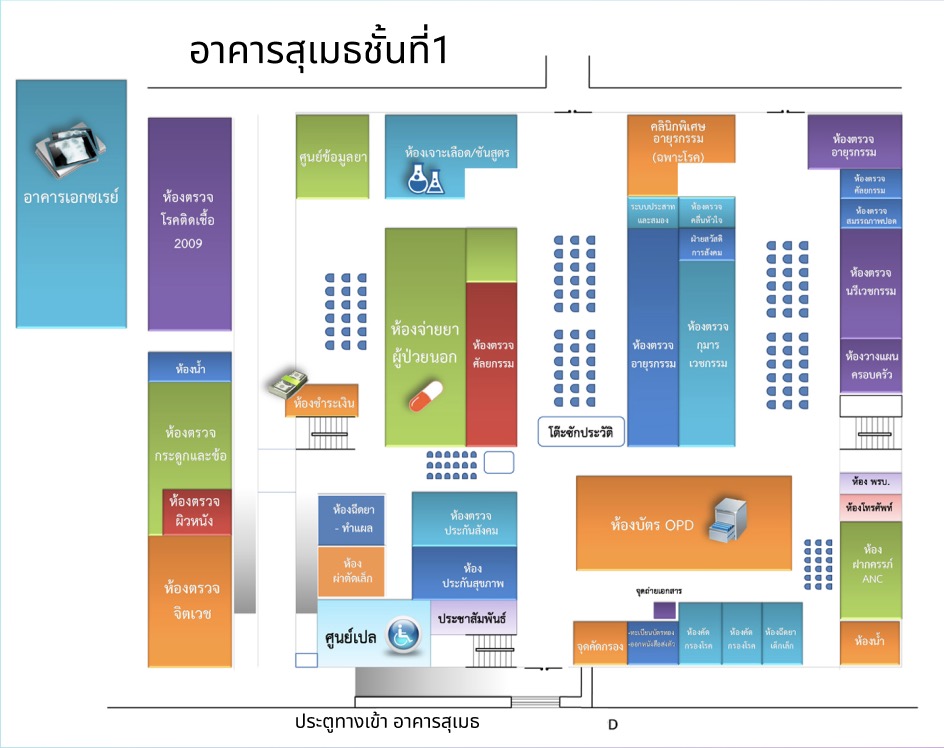 อาคารสุเมธชั้นที่1
อาคารเอกซเรย์
ห้องตรวจ
โรคติดเชื้อ
2009
ศูนย์ข้อมูลยา
ห้องเจาะเลือด/ชันสูตร
คลินิกพิเศษ
อายุรกรรม
(เฉพาะโรค)
ห้องตรวจ
อายุรกรรม
ห้องตรวจ
ศัลยกรรม
ห้องตรวจ
สมรรถภาพปอด
ระบบประสาท
และสมอง
ห้องตรวจ
คลื่นหัวใจ
ฝ่ายสวัสดิ
การสังคม
ห้องตรวจ
นรีเวชกรรม
ห้องจ่ายยา
ผู้ป่วยนอก
ห้องตรวจ
ศัลยกรรม
ห้องตรวจ
อายุรกรรม
ห้องตรวจ
กุมาร
เวชกรรม
ห้องวางแผน
ครอบครัว
ห้องน้ำ
ห้องชำระเงิน
โต๊ะซักประวัติ
ห้องตรวจ
กระดูกและข้อ
ห้องตรวจ
ผิวหนัง
ห้องตรวจ
จิตเวช
ห้องฉีดยา
- ทำแผล
ห้องตรวจ
ประกันสังคม
ห้อง
ผ่าตัดเล็ก
ห้อง
ประกันสุขภาพ
ศูนย์เปล
ประชาสัมพันธ์
ห้องบัตร OPD
ห้อง พรบ.
ห้องโทรศัพท์
ห้อง
ฝากครรภ์
ANC
ห้องน้ำ
จุดถ่ายเอกสาร
จุดคัดกรอง
-ทะเบียนบัตรทอง
-ออกหนังสือส่งตัว
ห้องคัด
กรองโรค
ห้องคัด
กรองโรค
ห้องฉีดยา
เด็กเล็ก
ประตูทางเข้า อาคารสุเมธ
D